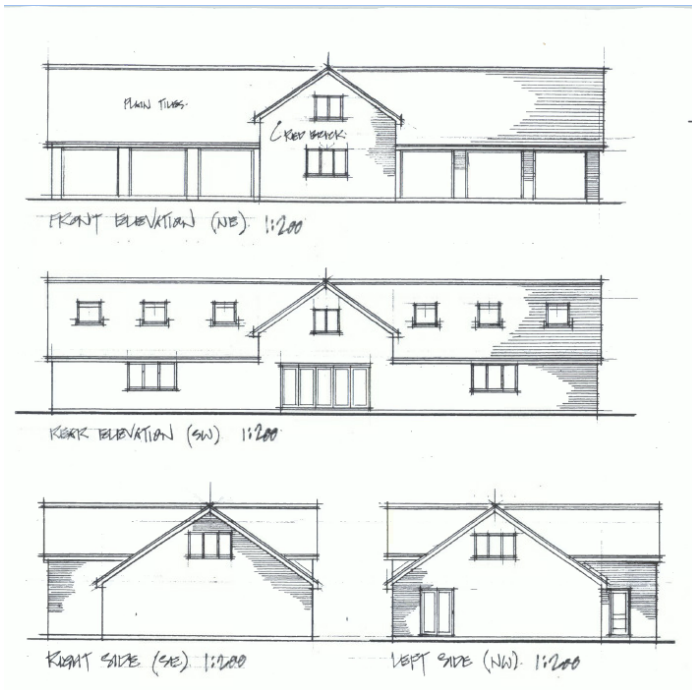 PLAIN TILES.
RED BRICK.
FRONT ELEVATION (NE). 1:200
REAR ELEVATION (SW) 1:200
RIGHT SIDE (SE). 1:200
LEFT SIDE (NW). 1:200